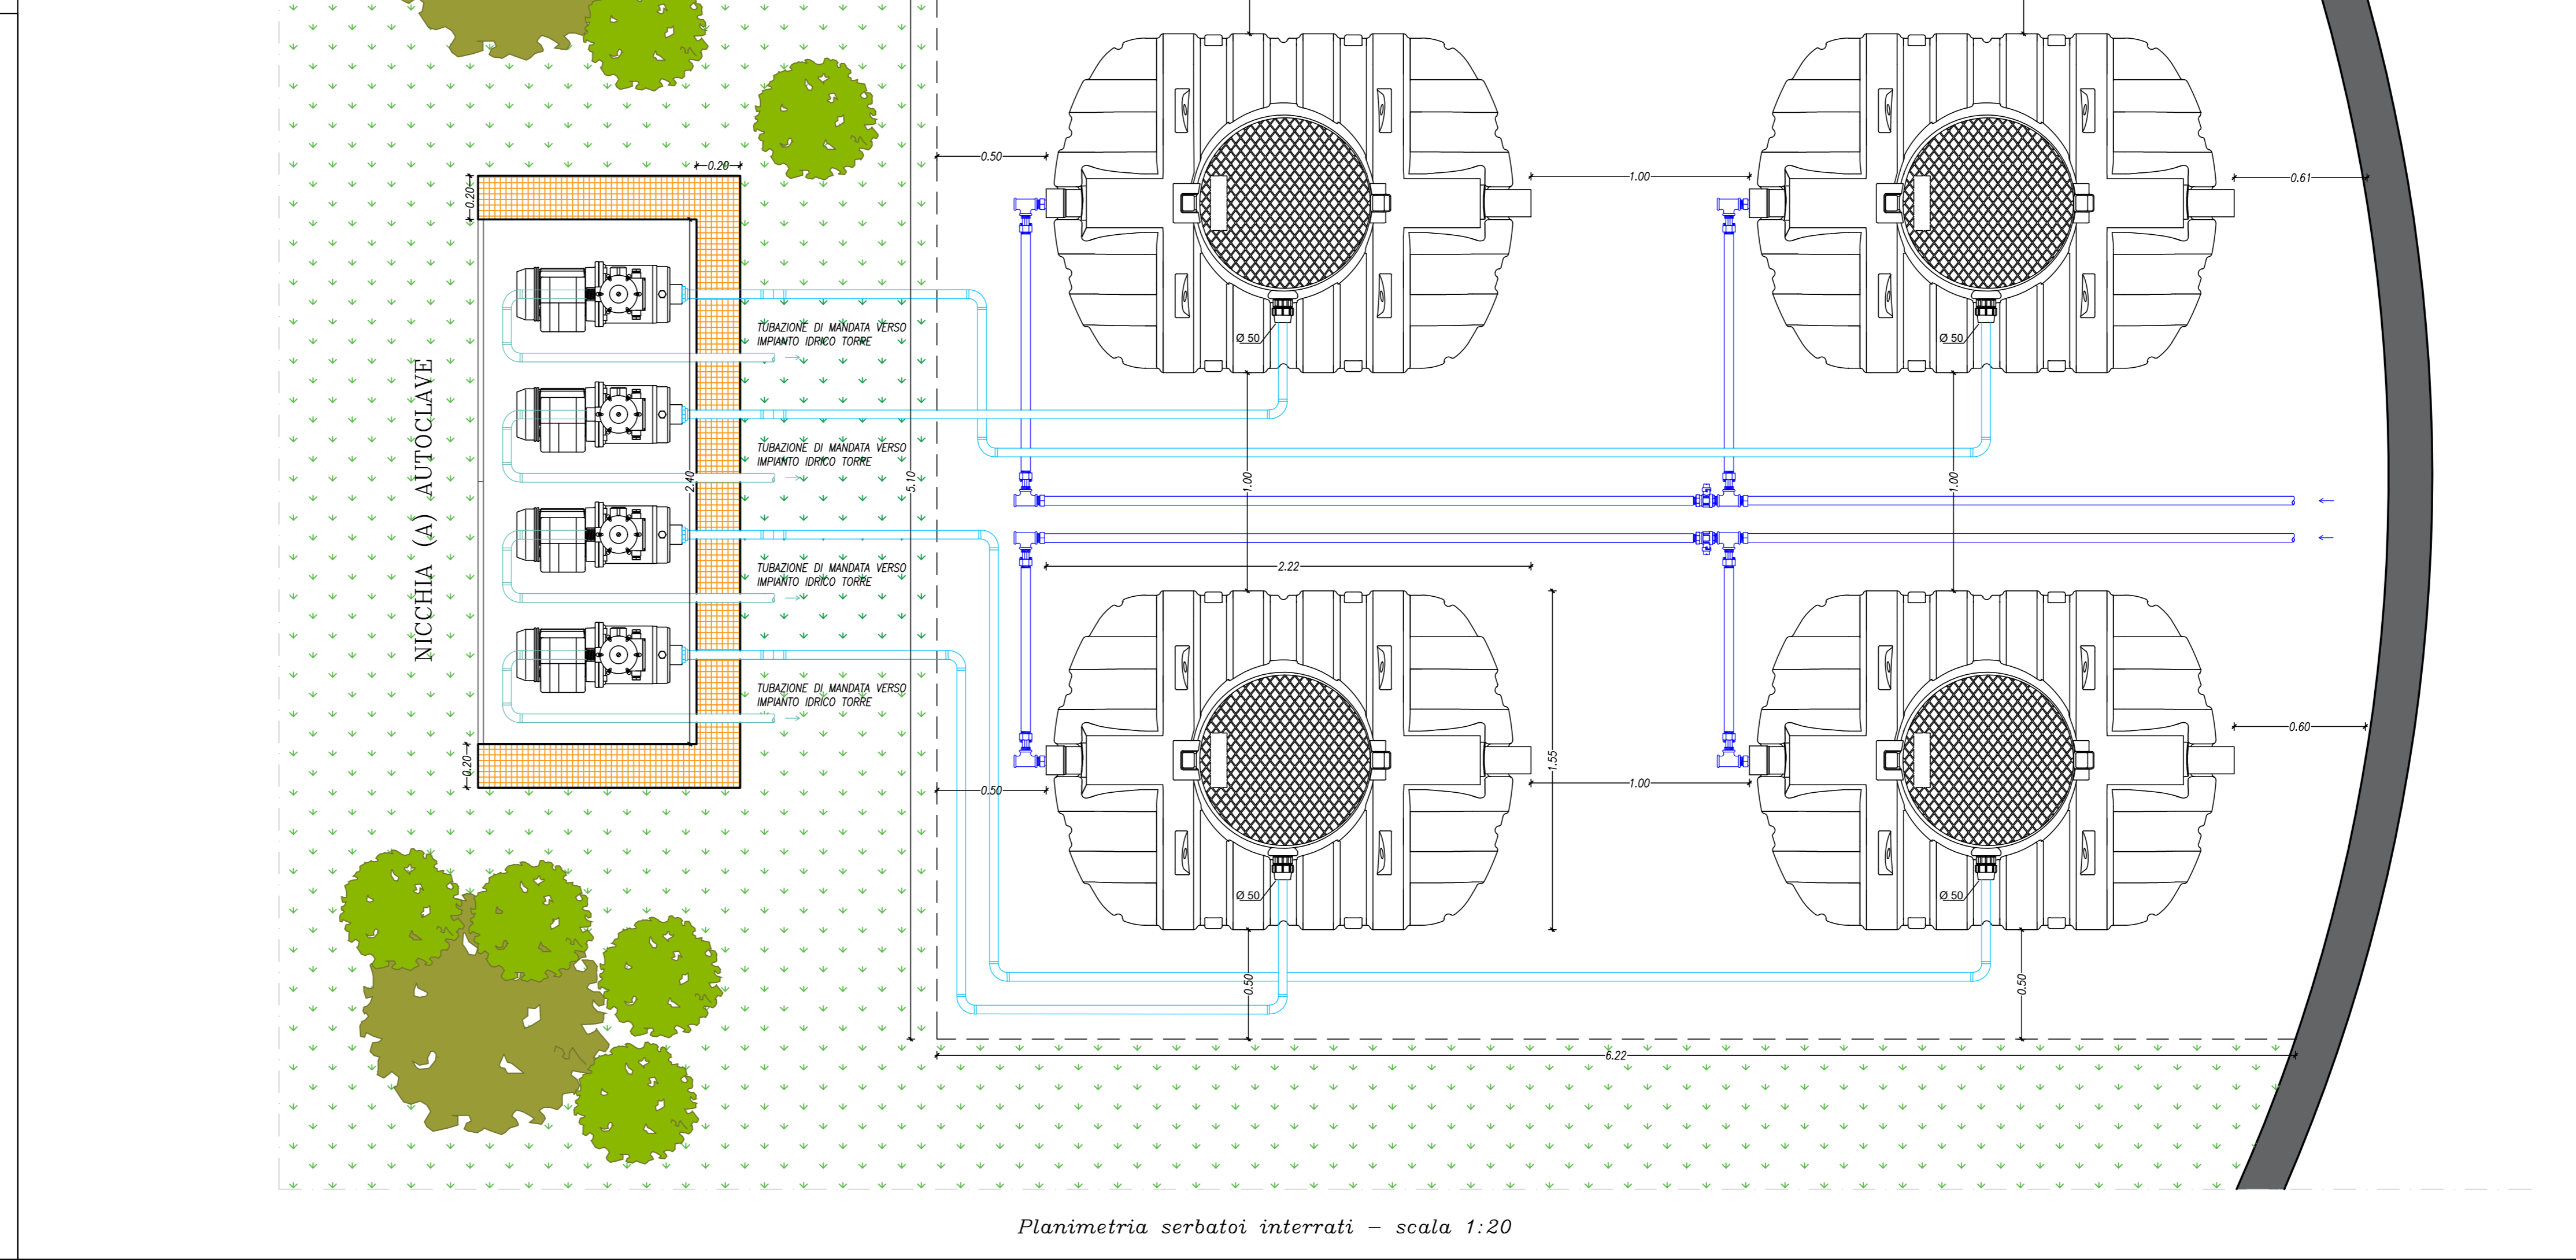 0.50
0.20
0.20
1.00
0.61
TUBAZIONE DI MANDATA VERSO
IMPIANTO IDRICO TORRE
Ø 50
Ø 50
NICCHIA (A) AUTOCLAVE
TUBAZIONE DI MANDATA VERSO
IMPIANTO IDRICO TORRE
2.40
5.10
1.00
1.00
TUBAZIONE DI MANDATA VERSO
IMPIANTO IDRICO TORRE
2.22
TUBAZIONE DI MANDATA VERSO
IMPIANTO IDRICO TORRE
0.60
0.20
1.55
0.50
1.00
Ø 50
Ø 50
0.50
0.50
6.22
Planimetria serbatoi interrati - scala 1:20